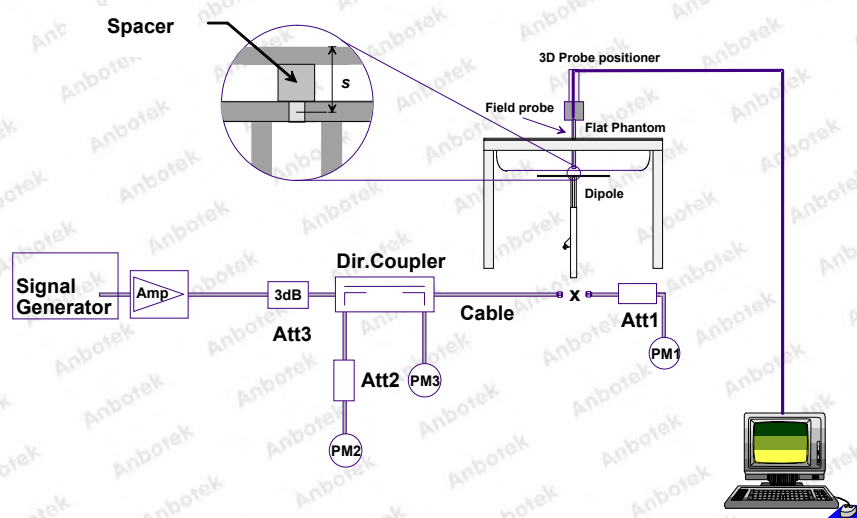 Spacer
s
3D Probe positioner
Field probe
Flat Phantom
Dipole
Dir.Coupler
Signal
Generator
Amp
3dB
Att3
Cable
x
Att1
PM1
Att2
PM3
PM2
Anbotek